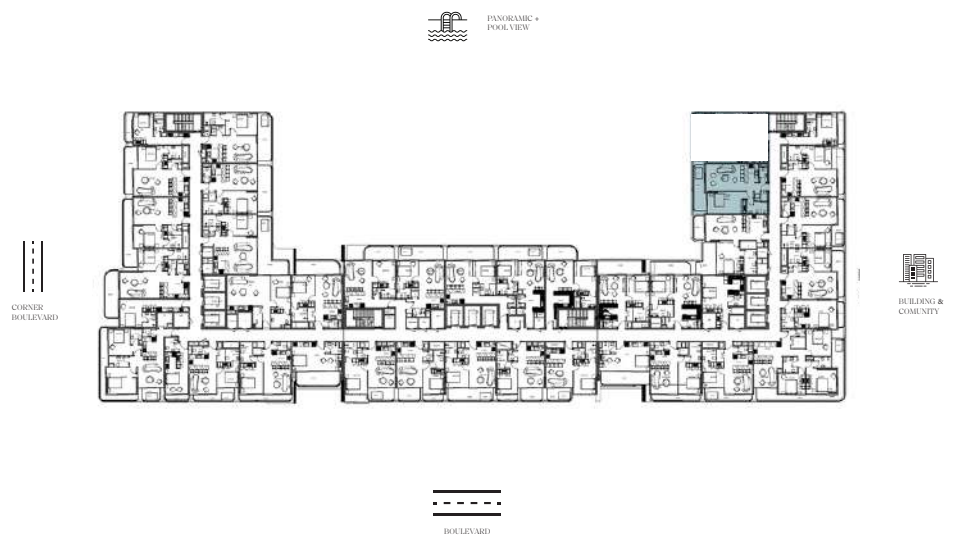 PANORAMIC +
POOL VIEW
CORNER
BOULEVARD
BUILDING &
COMUNITY
BOULEVARD